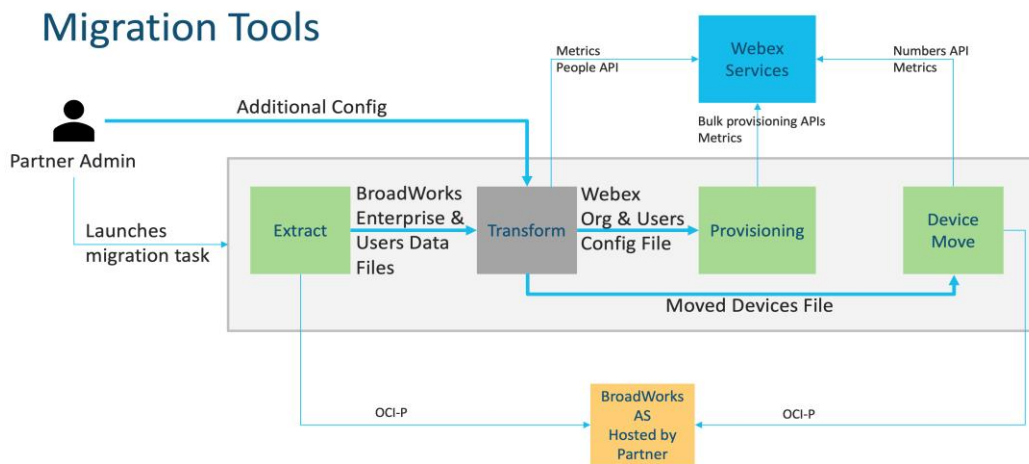 Migration Tools
Metrics
People API
Webex
Services
Numbers API
Metrics
Additional Config
Bulk provisioning APIs
Metrics
Partner Admin
Launches
migration task
Extract
BroadWorks
Enterprise &
Users Data
Files
Transform
Webex
Org & Users
Config File
Provisioning
Device
Move
Moved Devices File
OCI-P
BroadWorks
AS
Hosted by
Partner
OCI-P